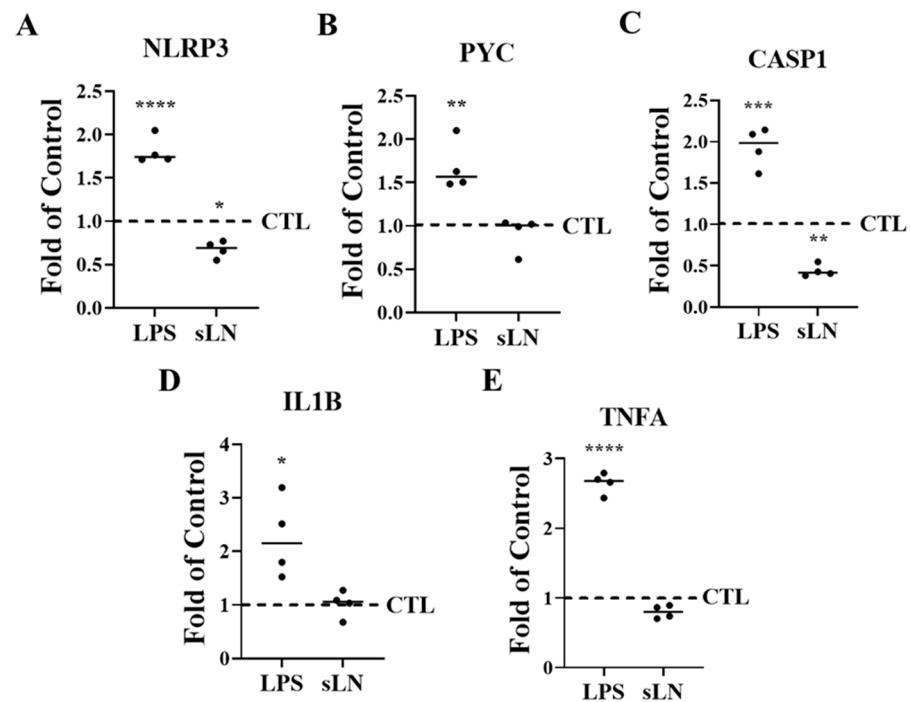 A
NLRP3
Fold of Control
2.5
2.0
1.5
1.0
0.5
0.0
****
*
CTL
LPS sLN
B
PYC
Fold of Control
2.5
2.0
1.5
1.0
0.5
0.0
**
CTL
LPS sLN
C
CASP1
Fold of Control
2.5
2.0
1.5
1.0
0.5
0.0
***
**
CTL
LPS sLN
D
IL1B
Fold of Control
4
3
2
1
0
*
CTL
LPS sLN
E
TNFA
Fold of Control
3
2
1
0
****
CTL
LPS sLN